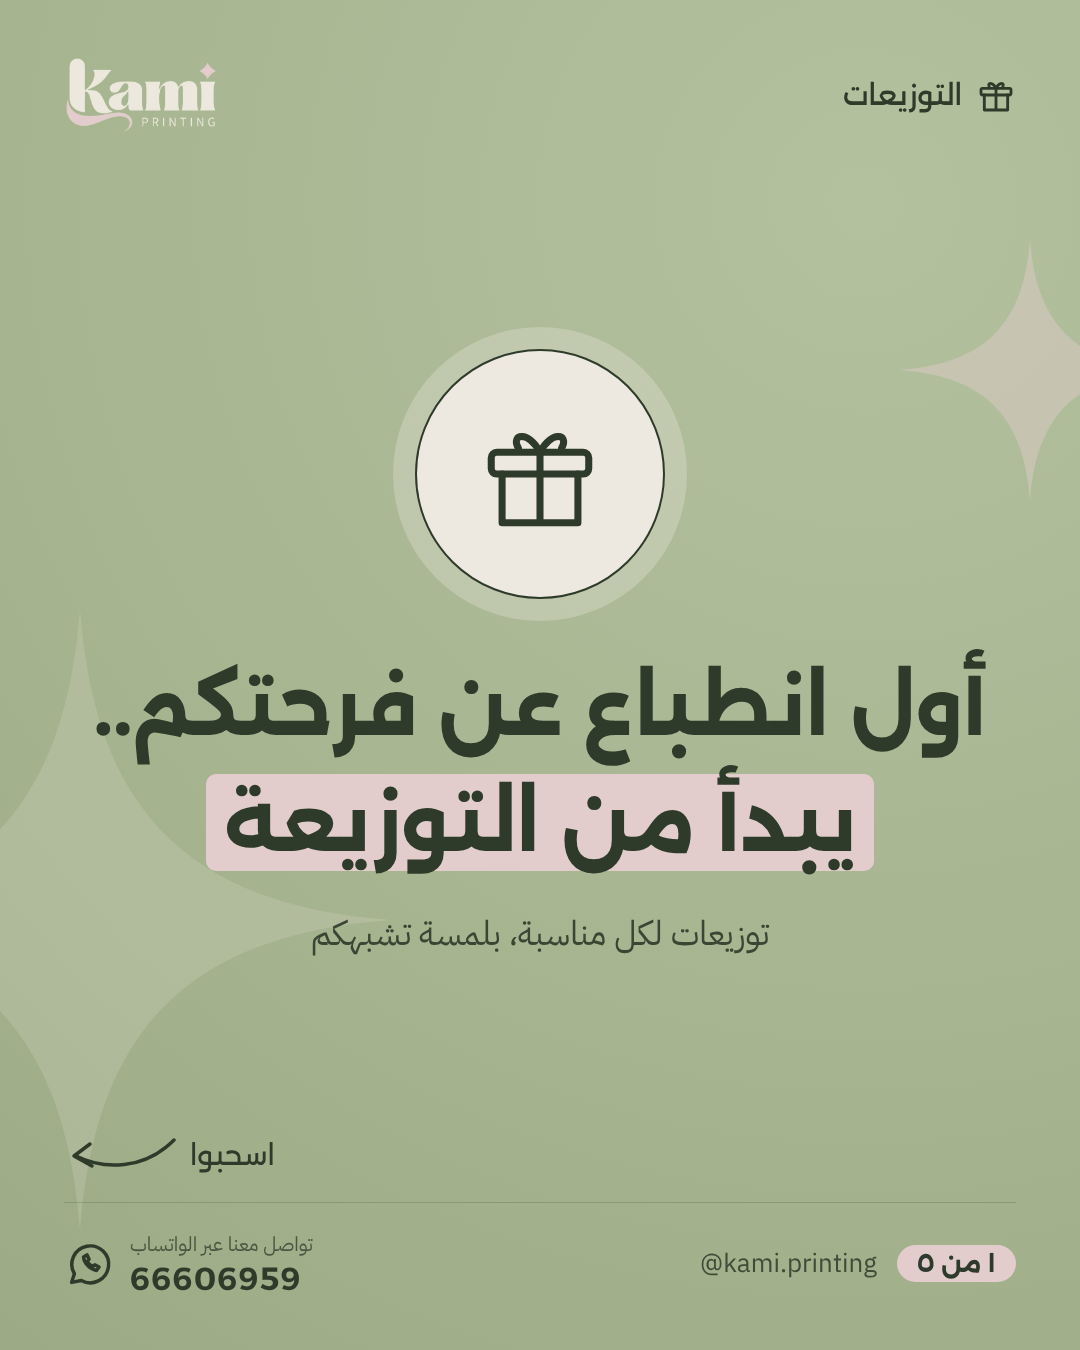 التوزيعات
Kami
PRINTING
أول انطباع عن فرحتكم..
يبدأ من التوزيعة
توزيعات لكل مناسبة، بلمسة تشبهكم
اسحبوا
١ من ٥
@kami.printing
تواصل معنا عبر الواتساب
66606959